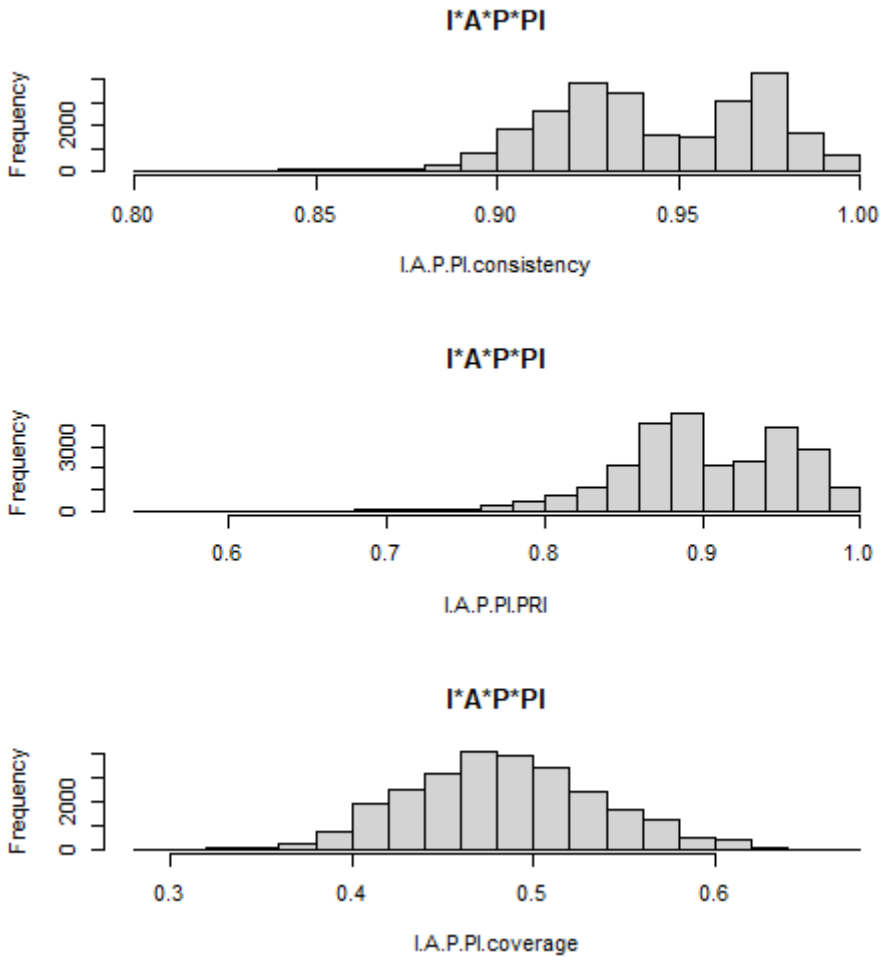 I*A*P*PI
Frequency
2000
0
0.80 0.85 0.90 0.95 1.00
I.A.P.PI.consistency
I*A*P*PI
Frequency
3000
0
0.6 0.7 0.8 0.9 1.0
I.A.P.PI.PRI
I*A*P*PI
Frequency
2000
0
0.3 0.4 0.5 0.6
I.A.P.PI.coverage